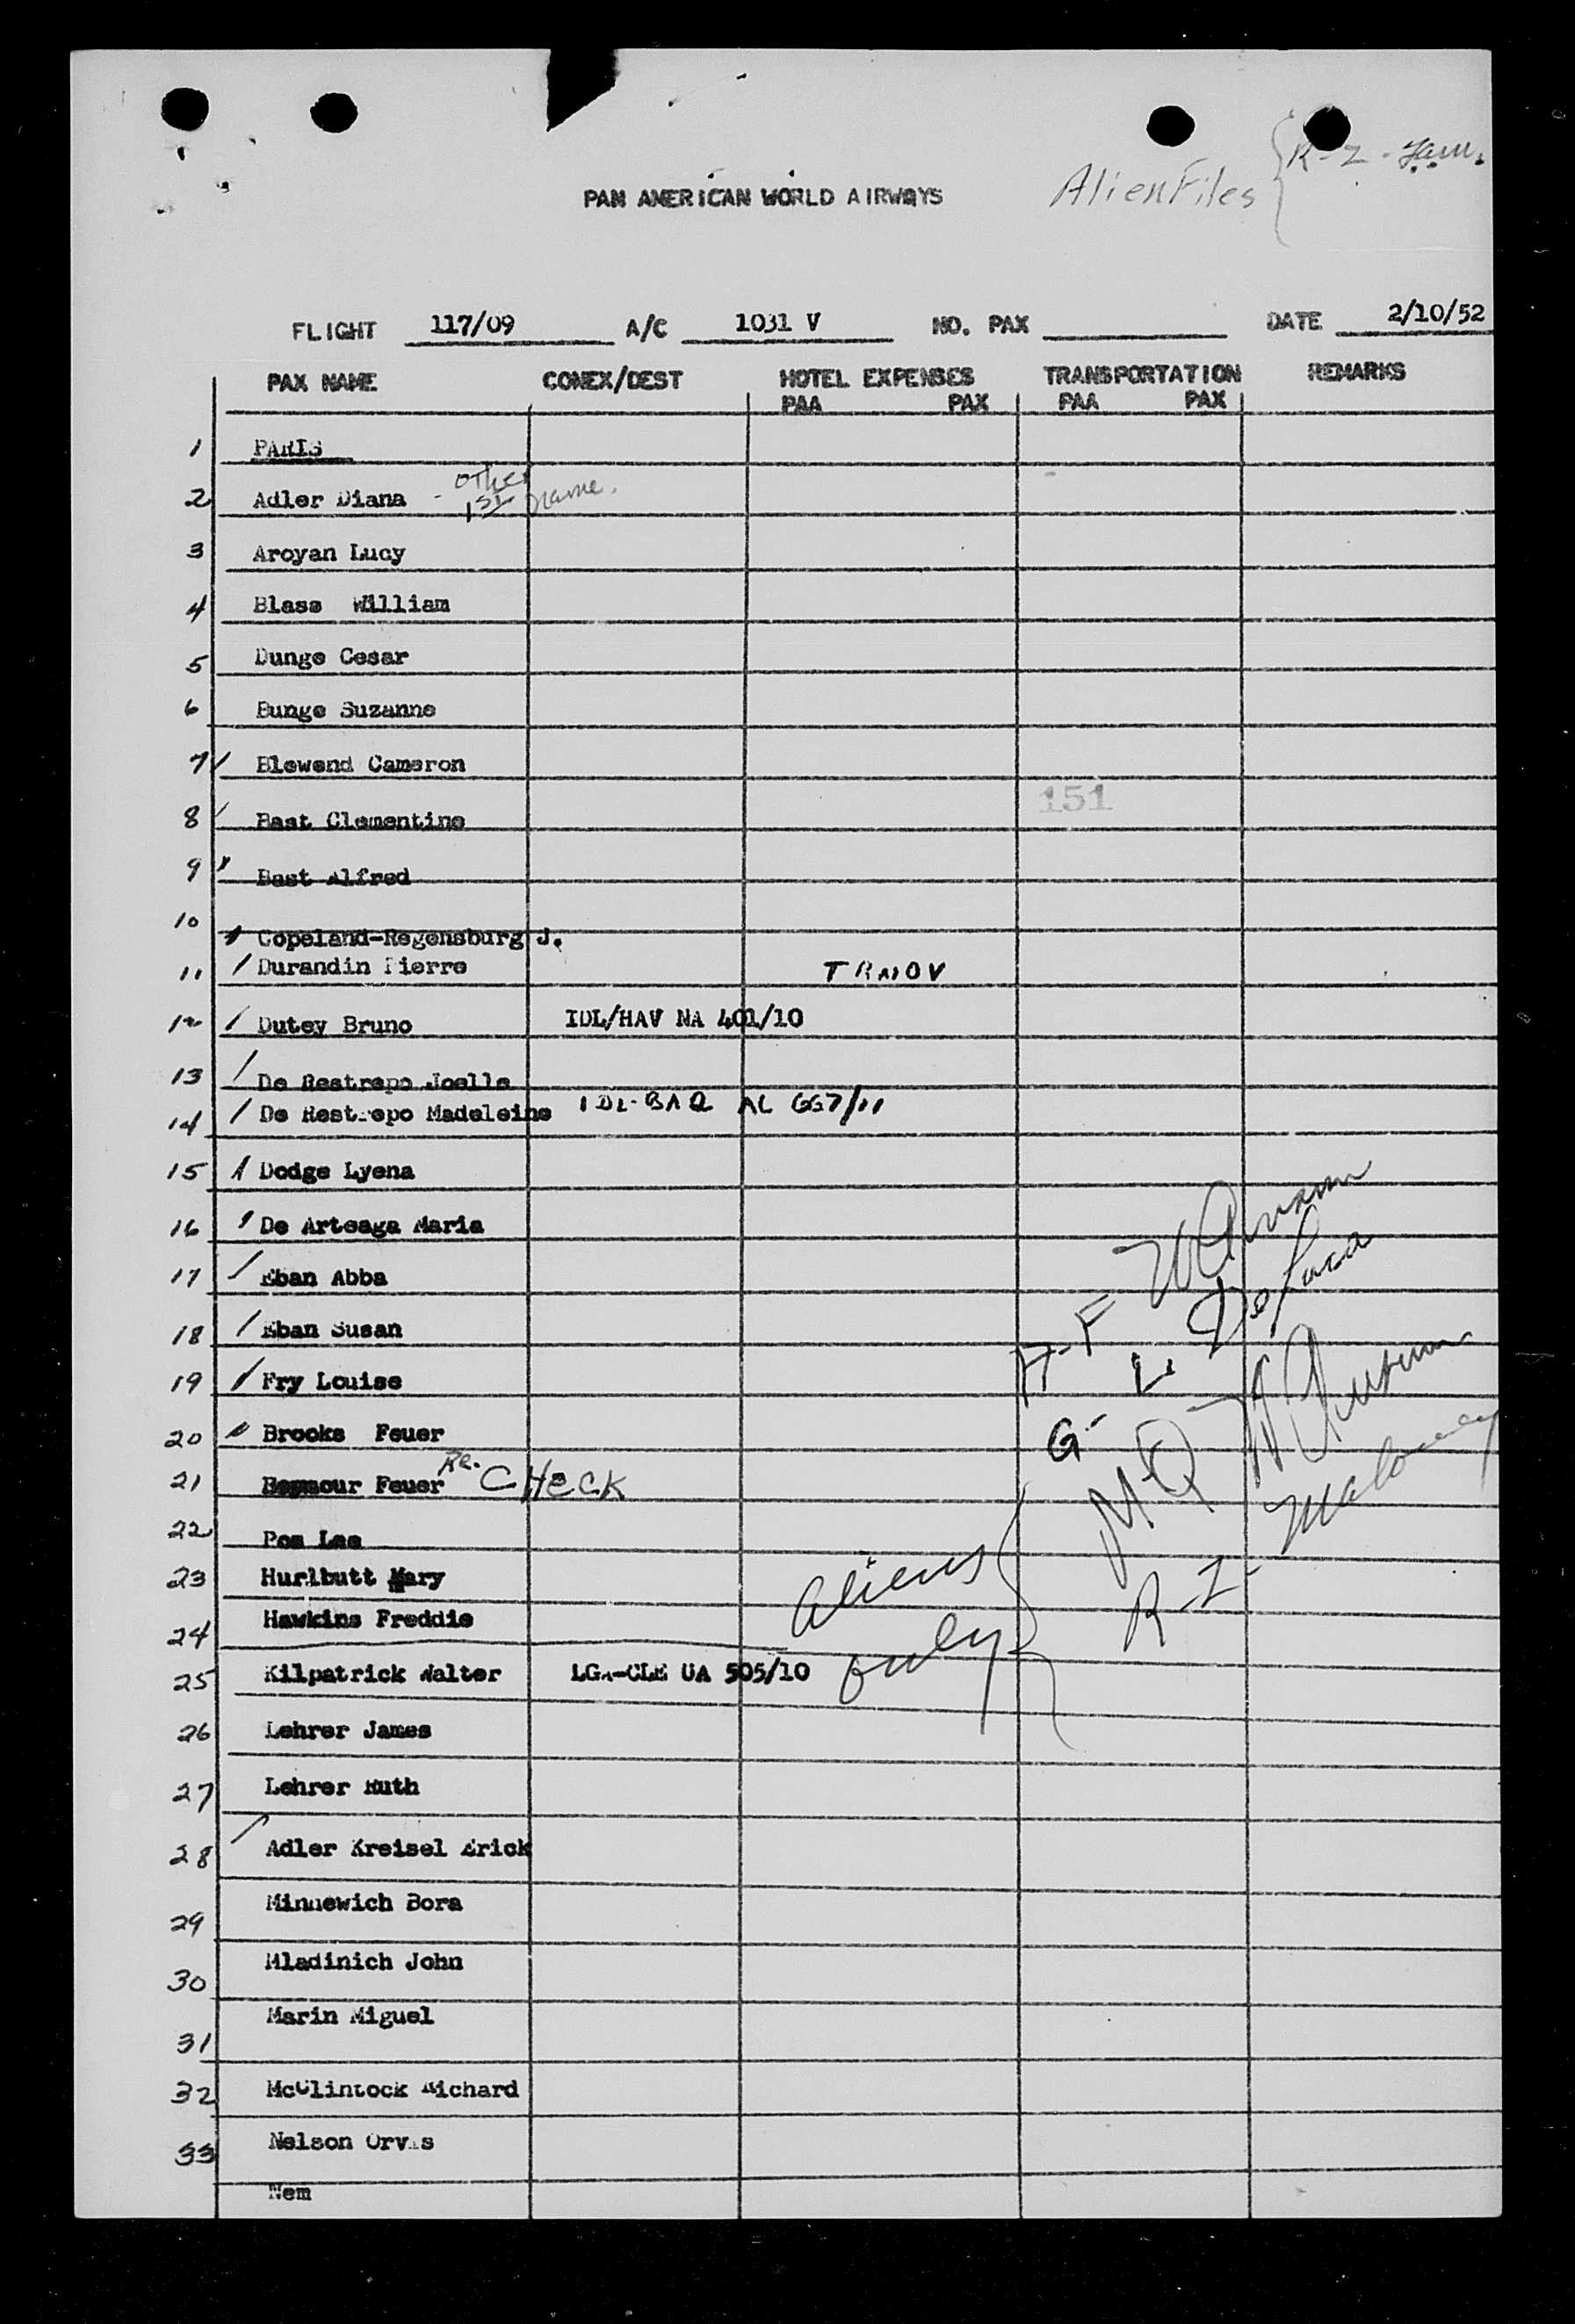 R-Z-
Alien Files
PAN AMERICAN WORLD AIRWAYS
FLIGHT 117/09 A/C 1031 V NO. PAX DATE 2/10/52
PAX NAME CONEX/DEST HOTEL EXPENSES TRANSPORTATION REMARKS
PAA PAX PAA PAX
1 PARIS
2 Adler Diana - other 1st name.
3 Aroyan Lucy
4 Blass William
5 Dunge Cesar
6 Bunge Suzanne
7 Blewend Cameron
151
8 Bast Clementine
9 Bast Alfred
10 Copeland-Regensburg J.
11 Durandin Pierre
12 Dutey Bruno IDL/HAV NA 401/10
13 De Restrepo Joelle
14 De Restrepo Madeleine IDL-BAQ AL 667/11
15 Dodge Lyena
16 De Arteaga Maria
17 Eban Abba
18 Eban Susan
A-F
L. DeLuca
19 Fry Louise
20 Brooks Feuer
G-
21 Seymour Feuer Re. CHECK
M-Q
Maloney
22 Pom Lee
23 Hurlbutt Mary
Aliens only
R-Z-
24 Hawkins Freddie
25 Kilpatrick Walter LGA-CLE UA 505/10
26 Lehrer James
27 Lehrer Ruth
28 Adler Kreisel Erick
29 Minnewich Bora
30 Mladinich John
31 Marin Miguel
32 McClintock Richard
33 Nelson Orvis
Nem